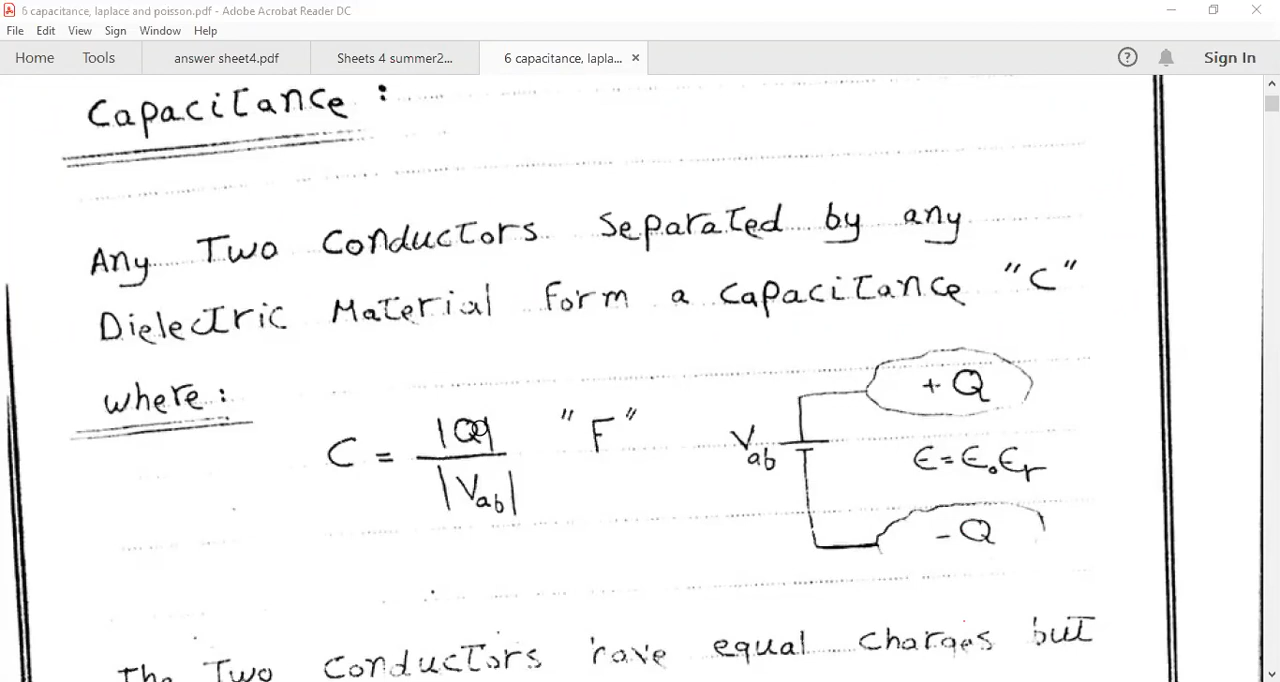 6 capacitance, laplace and poisson.pdf - Adobe Acrobat Reader DC
File Edit View Sign Window Help
Home Tools answer sheet4.pdf Sheets 4 summer2... 6 capacitance, lapla... × Sign In
Capacitance :
Any Two Conductors Separated by any
Dielectric Material form a capacitance "C"
where :
C = |Q| / |Vab| "F"
+ Q
Vab
ϵ = ϵ₀ϵr
- Q
The Two conductors have equal charges but